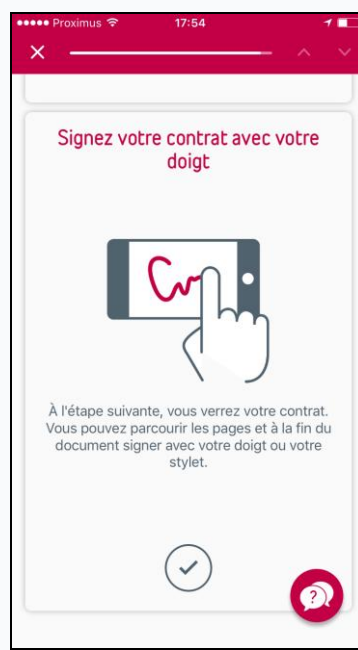 Proximus 17:54
Signez votre contrat avec votre
doigt
À l'étape suivante, vous verrez votre contrat.
Vous pouvez parcourir les pages et à la fin du
document signer avec votre doigt ou votre
stylet.
?